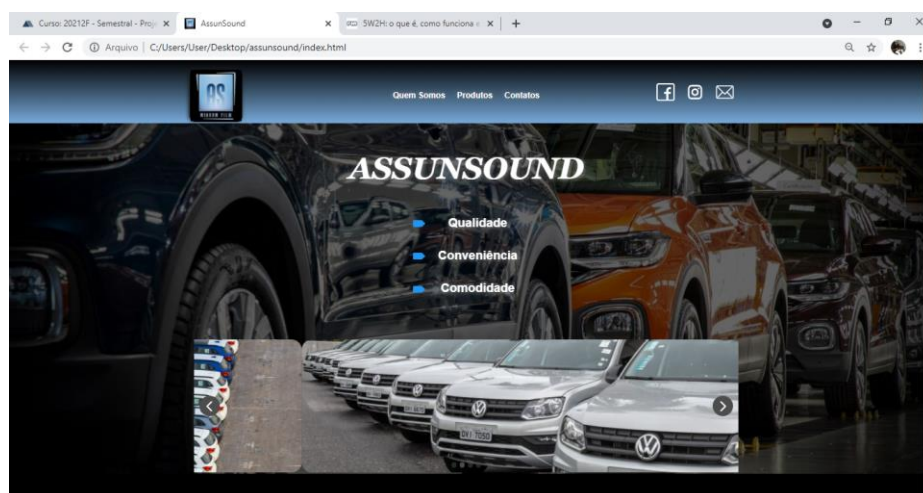 Curso: 20212F - Semestral - Proj
AssunSound
5W2H: o que é, como funciona e
Arquivo
C:/Users/User/Desktop/assunsound/index.html
AS
Quem Somos Produtos Contatos
ASSUNSOUND
Qualidade
Conveniência
Comodidade